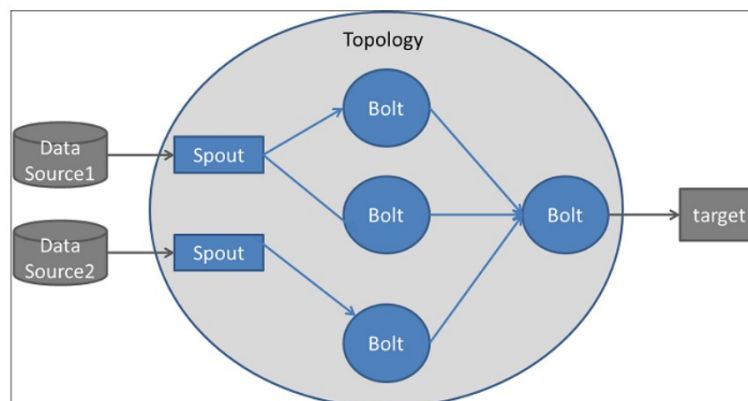 Topology
Bolt
Data
Source1
Spout
Bolt
Bolt
target
Data
Source2
Spout
Bolt